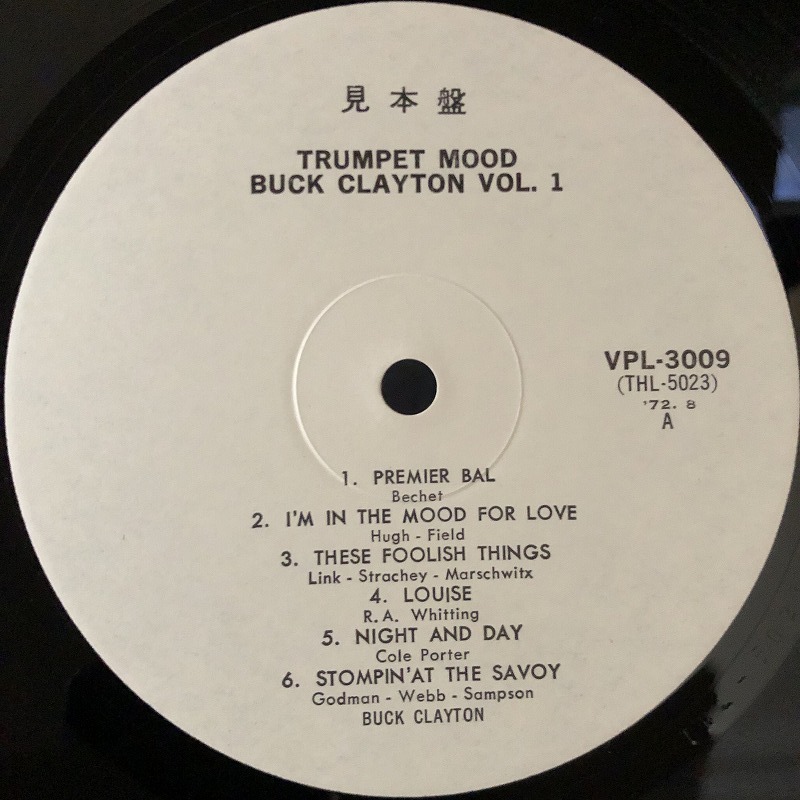 見本盤
TRUMPET MOOD
BUCK CLAYTON VOL. 1
VPL-3009
(THL-5023)
'72. 8
A
1. PREMIER BAL
Bechet
2. I'M IN THE MOOD FOR LOVE
Hugh - Field
3. THESE FOOLISH THINGS
Link - Strachey - Marschwitx
4. LOUISE
R.A. Whitting
5. NIGHT AND DAY
Cole Porter
6. STOMPIN'AT THE SAVOY
Godman - Webb - Sampson
BUCK CLAYTON